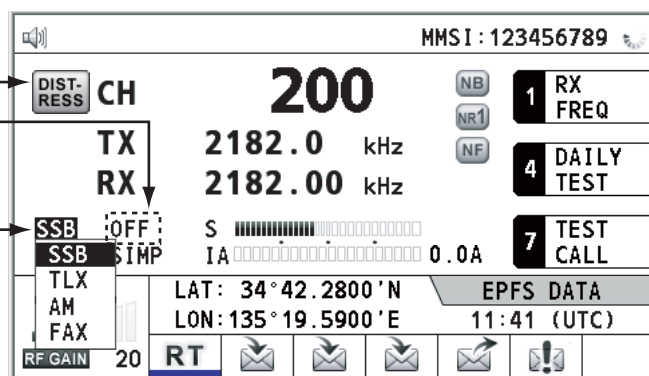 MMSI:123456789
DIST-
RESS
CH 200
NB
NR1
NF
1 RX
FREQ
TX 2182.0 kHz
RX 2182.00 kHz
4 DAILY
TEST
SSB OFF
S
SSB
SIMP
IA 0.0A
TLX
AM
FAX
7 TEST
CALL
LAT: 34°42.2800'N
LON:135°19.5900'E
EPFS DATA
11:41 (UTC)
RF GAIN 20
RT